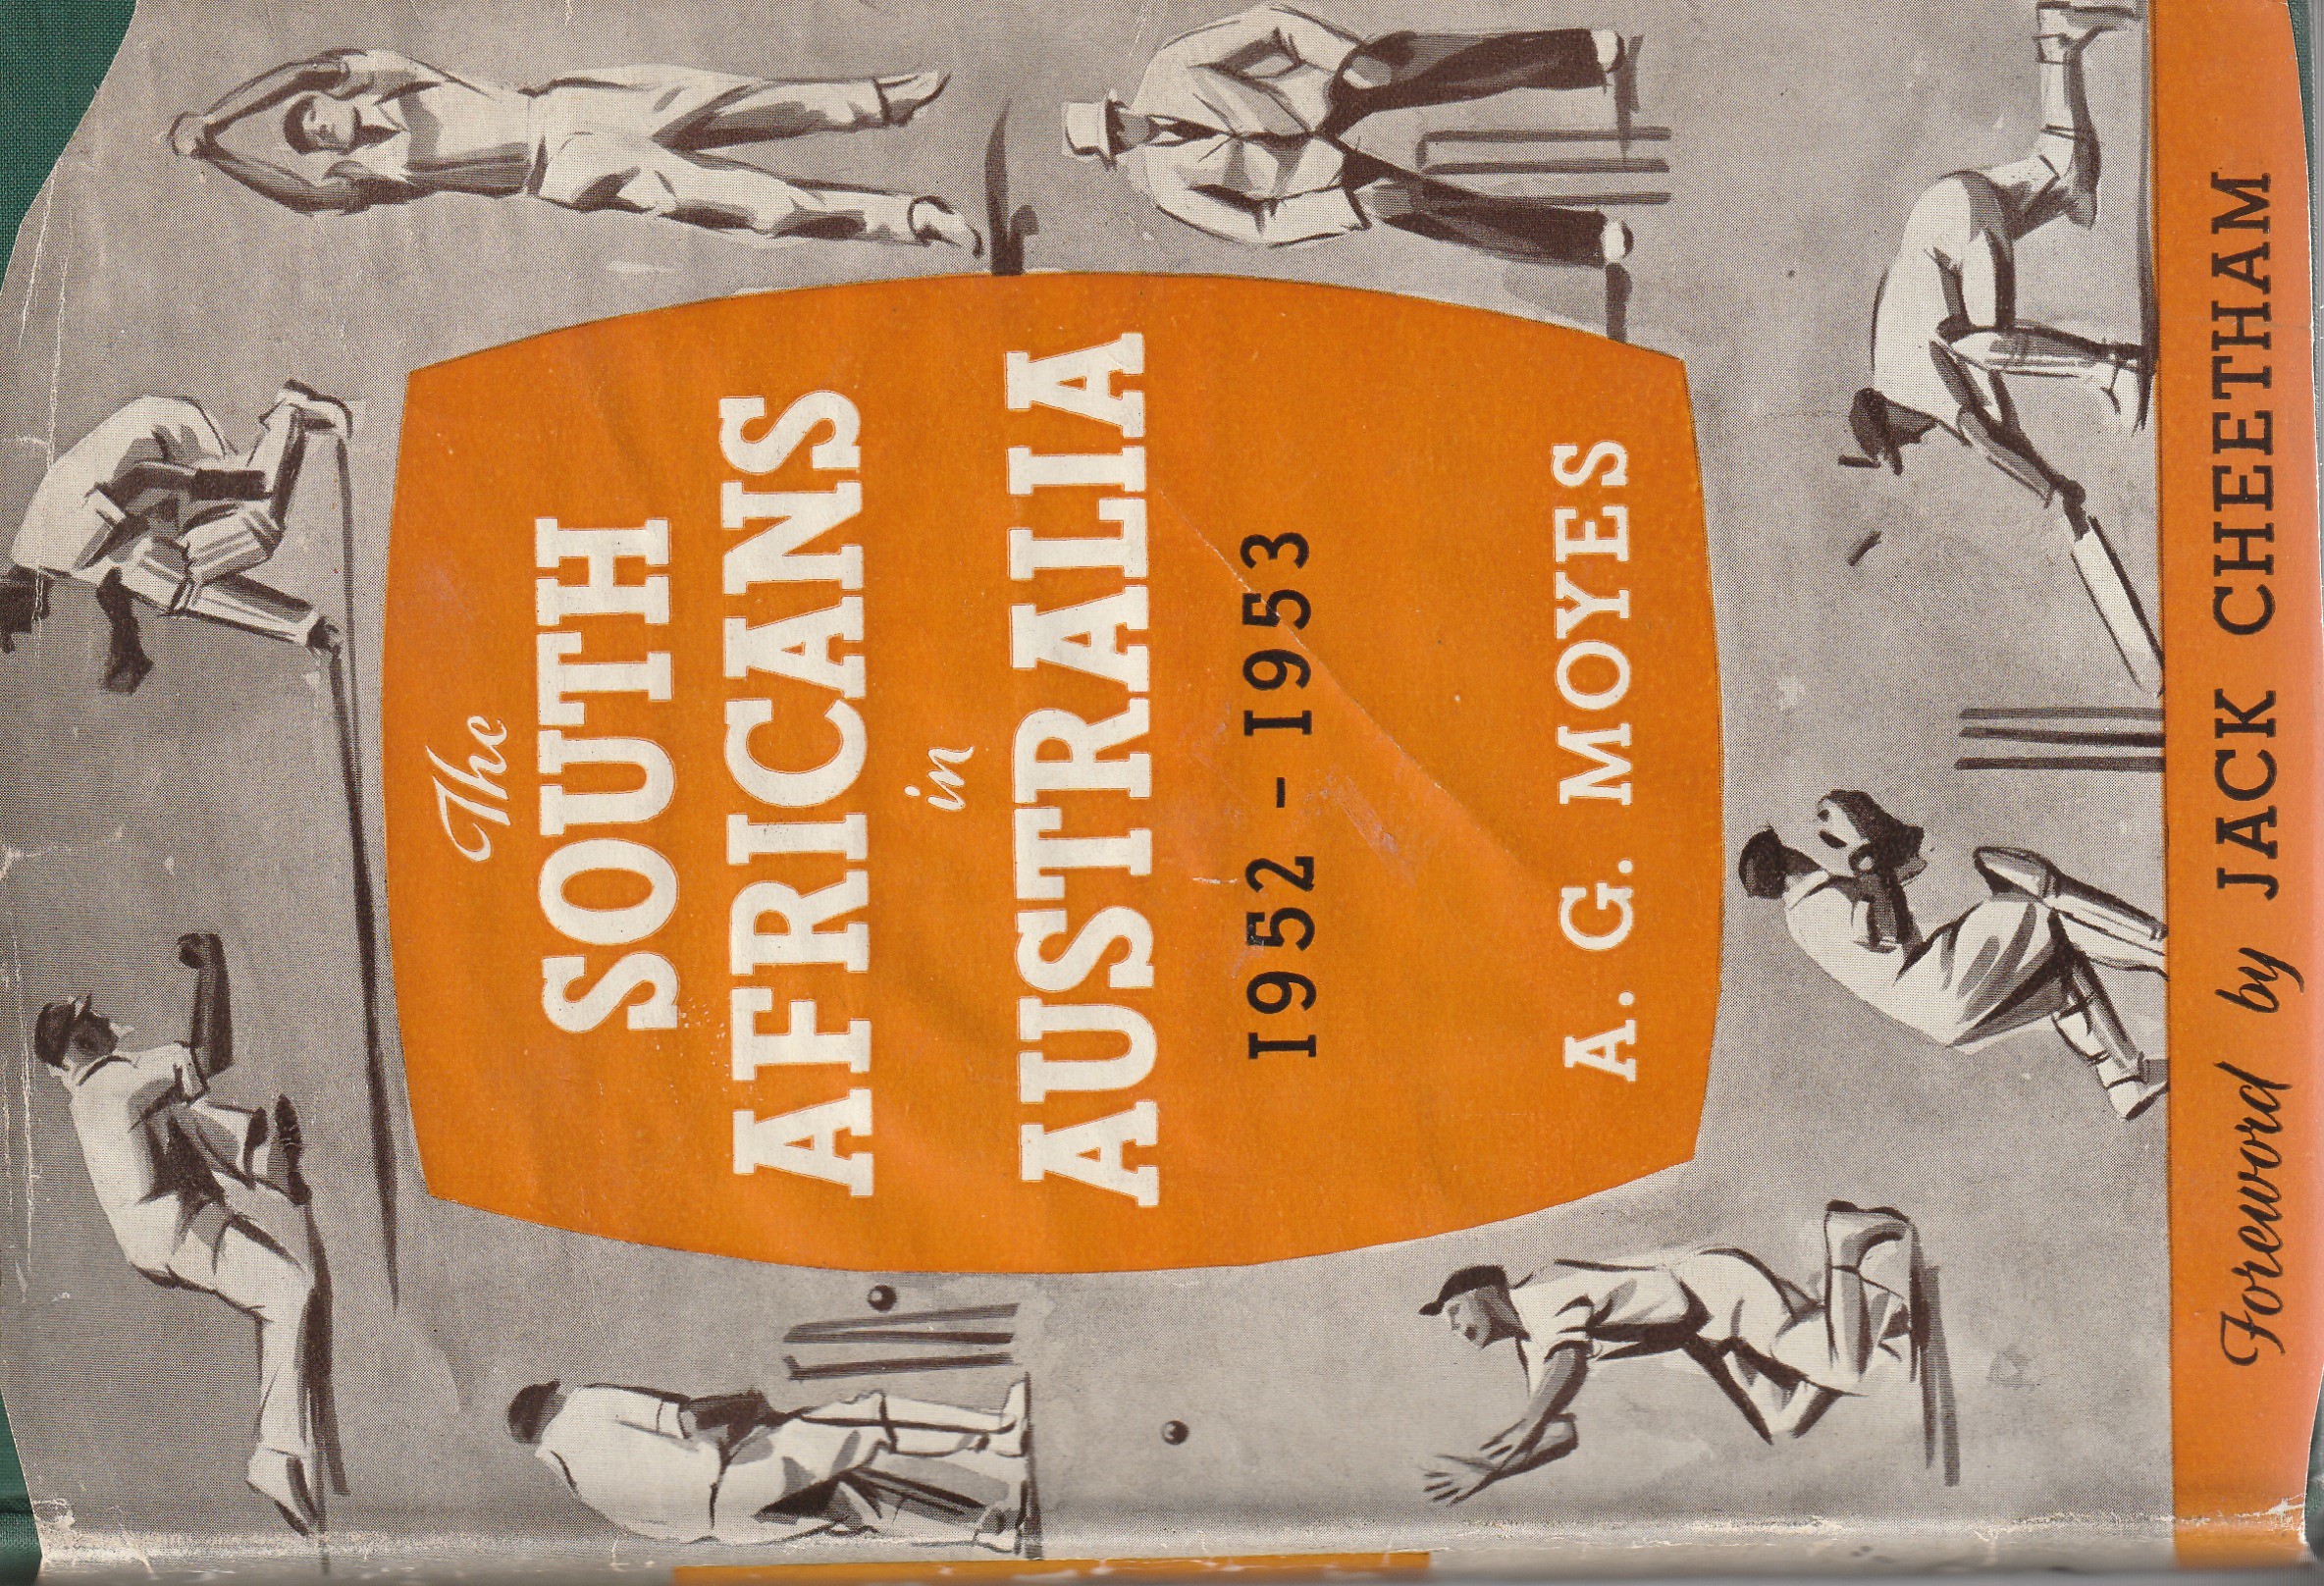 The
SOUTH
AFRICANS
in
AUSTRALIA
1952 - 1953
A. G. MOYES
Foreword by JACK CHEETHAM